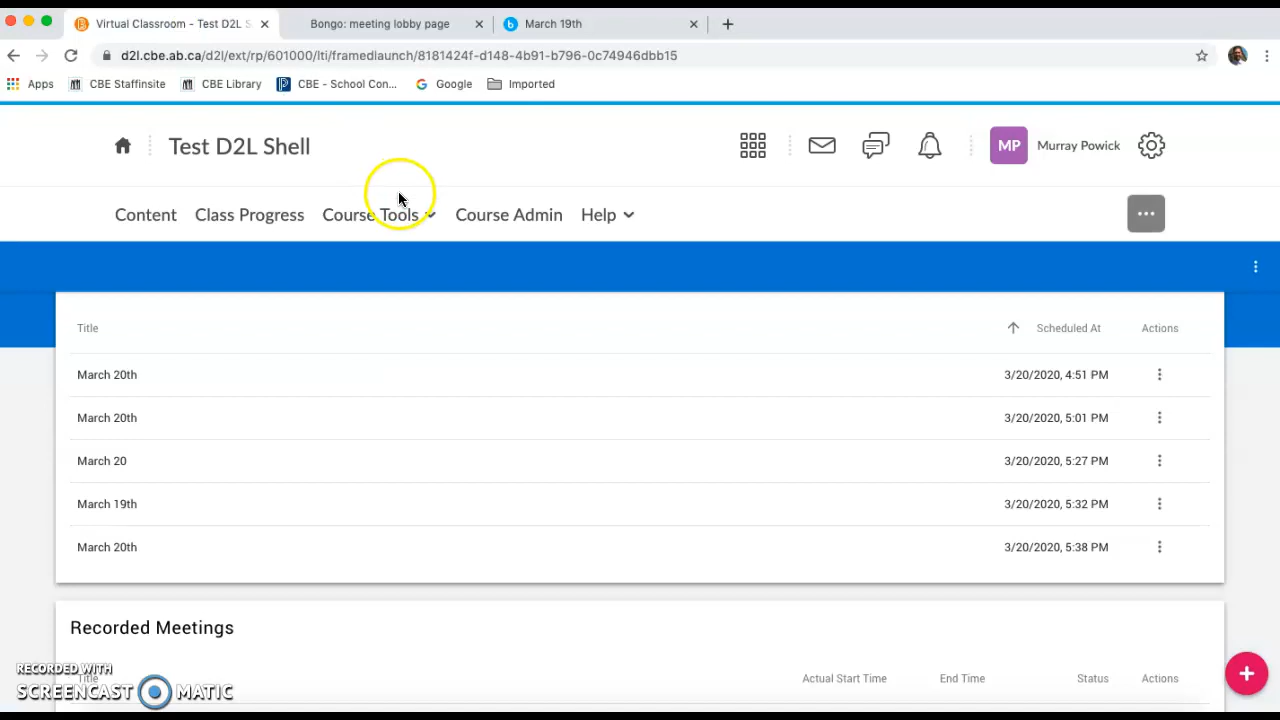 Virtual Classroom - Test D2L S
Bongo: meeting lobby page
March 19th
d2l.cbe.ab.ca/d2l/ext/rp/601000/lti/framedlaunch/8181424f-d148-4b91-b796-0c74946dbb15
Apps
CBE Staffinsite
CBE Library
CBE - School Con...
Google
Imported
Test D2L Shell
MP
Murray Powick
Content
Class Progress
Course Tools
Course Admin
Help
Title
Scheduled At
Actions
March 20th
3/20/2020, 4:51 PM
March 20th
3/20/2020, 5:01 PM
March 20
3/20/2020, 5:27 PM
March 19th
3/20/2020, 5:32 PM
March 20th
3/20/2020, 5:38 PM
Recorded Meetings
Title
Actual Start Time
End Time
Status
Actions
RECORDED WITH
SCREENCAST MATIC